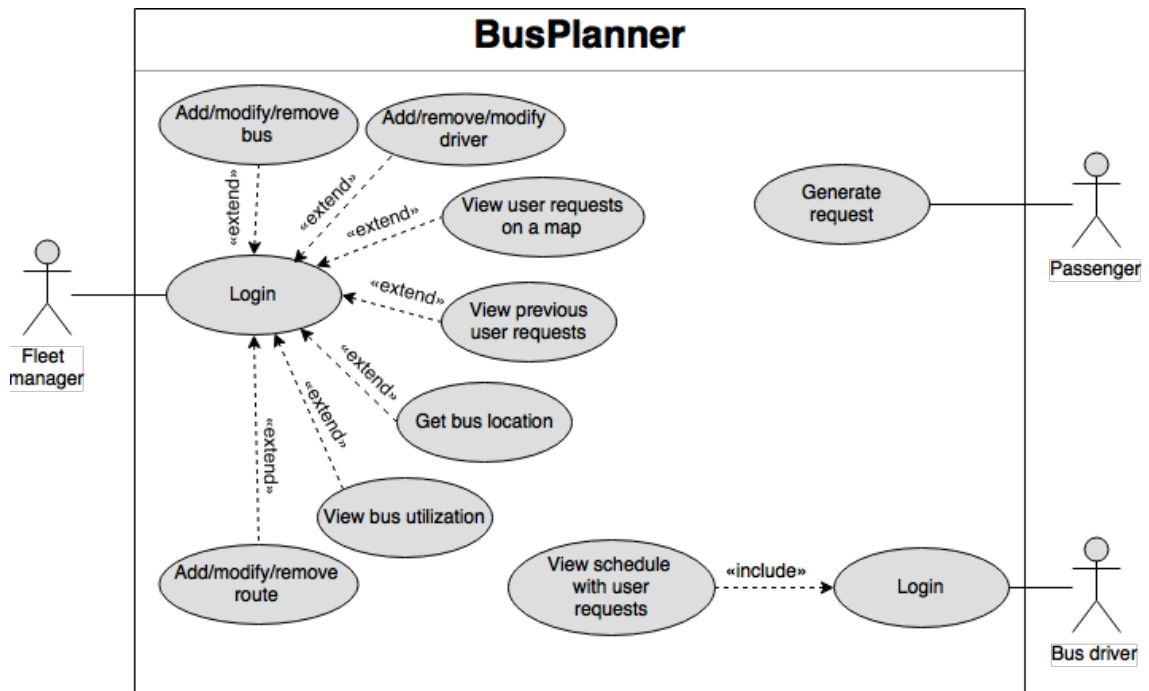 BusPlanner
Add/modify/remove
bus
Add/remove/modify
driver
«extend»
«extend»
View user requests
on a map
«extend»
Generate
request
Passenger
Login
«extend»
View previous
user requests
Fleet
manager
«extend»
Get bus location
«extend»
«extend»
View bus utilization
Add/modify/remove
route
View schedule
with user
requests
«include»
Login
Bus driver